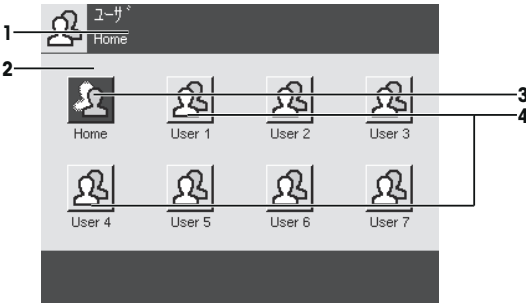 ユーザ
Home
1
2
3
4
Home
User 1
User 2
User 3
User 4
User 5
User 6
User 7